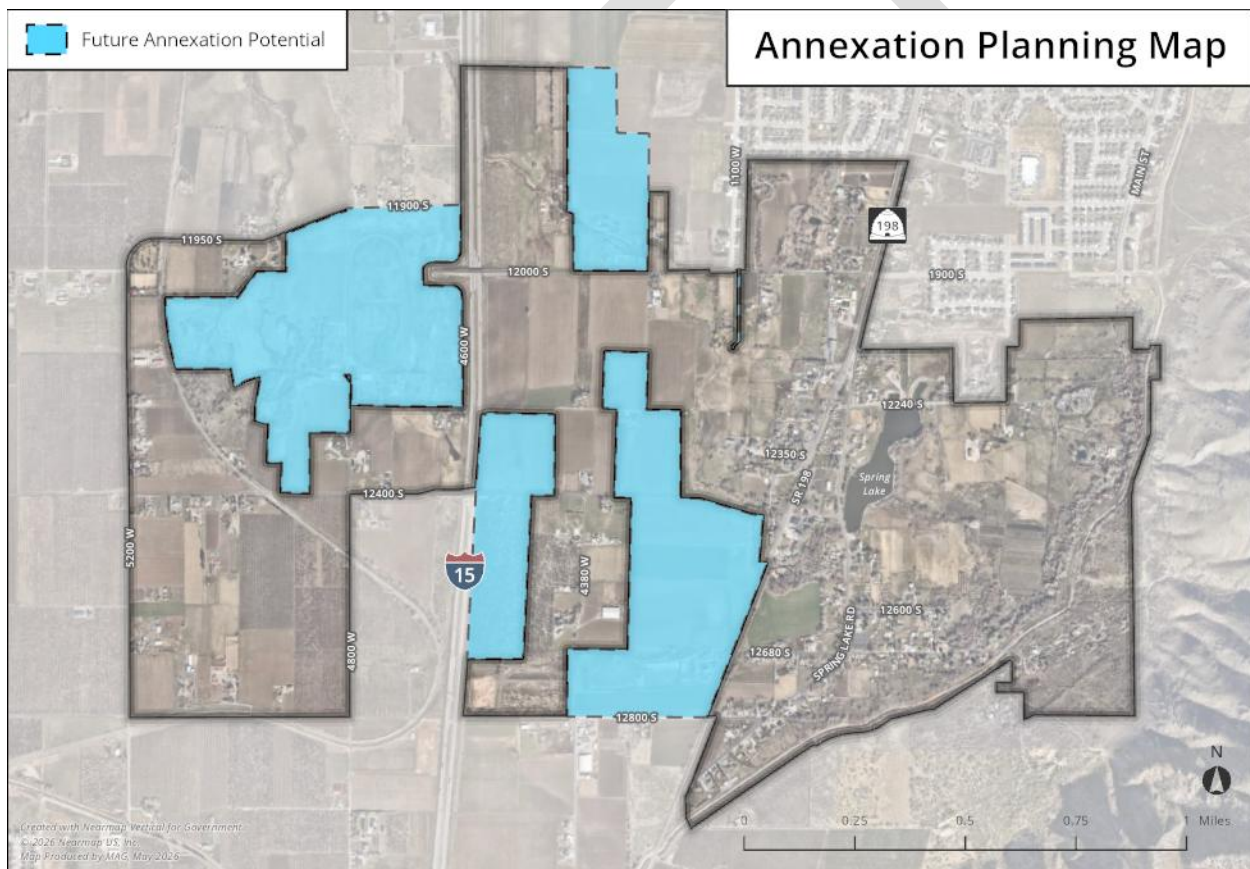 Future Annexation Potential
Annexation Planning Map
MAIN ST
1100 W
11900 S
198
11950 S
12000 S
1900 S
4600 W
12240 S
12350 S
Spring
Lake
SR 198
12400 S
5200 W
15
4380 W
12600 S
4800 W
12680 S
SPRING LAKE RD
12800 S
N
0 0.25 0.5 0.75 1 Miles
Created with Nearmap Vertical for Government
© 2026 Nearmap US, Inc.
Map Produced by MAG, May 2026